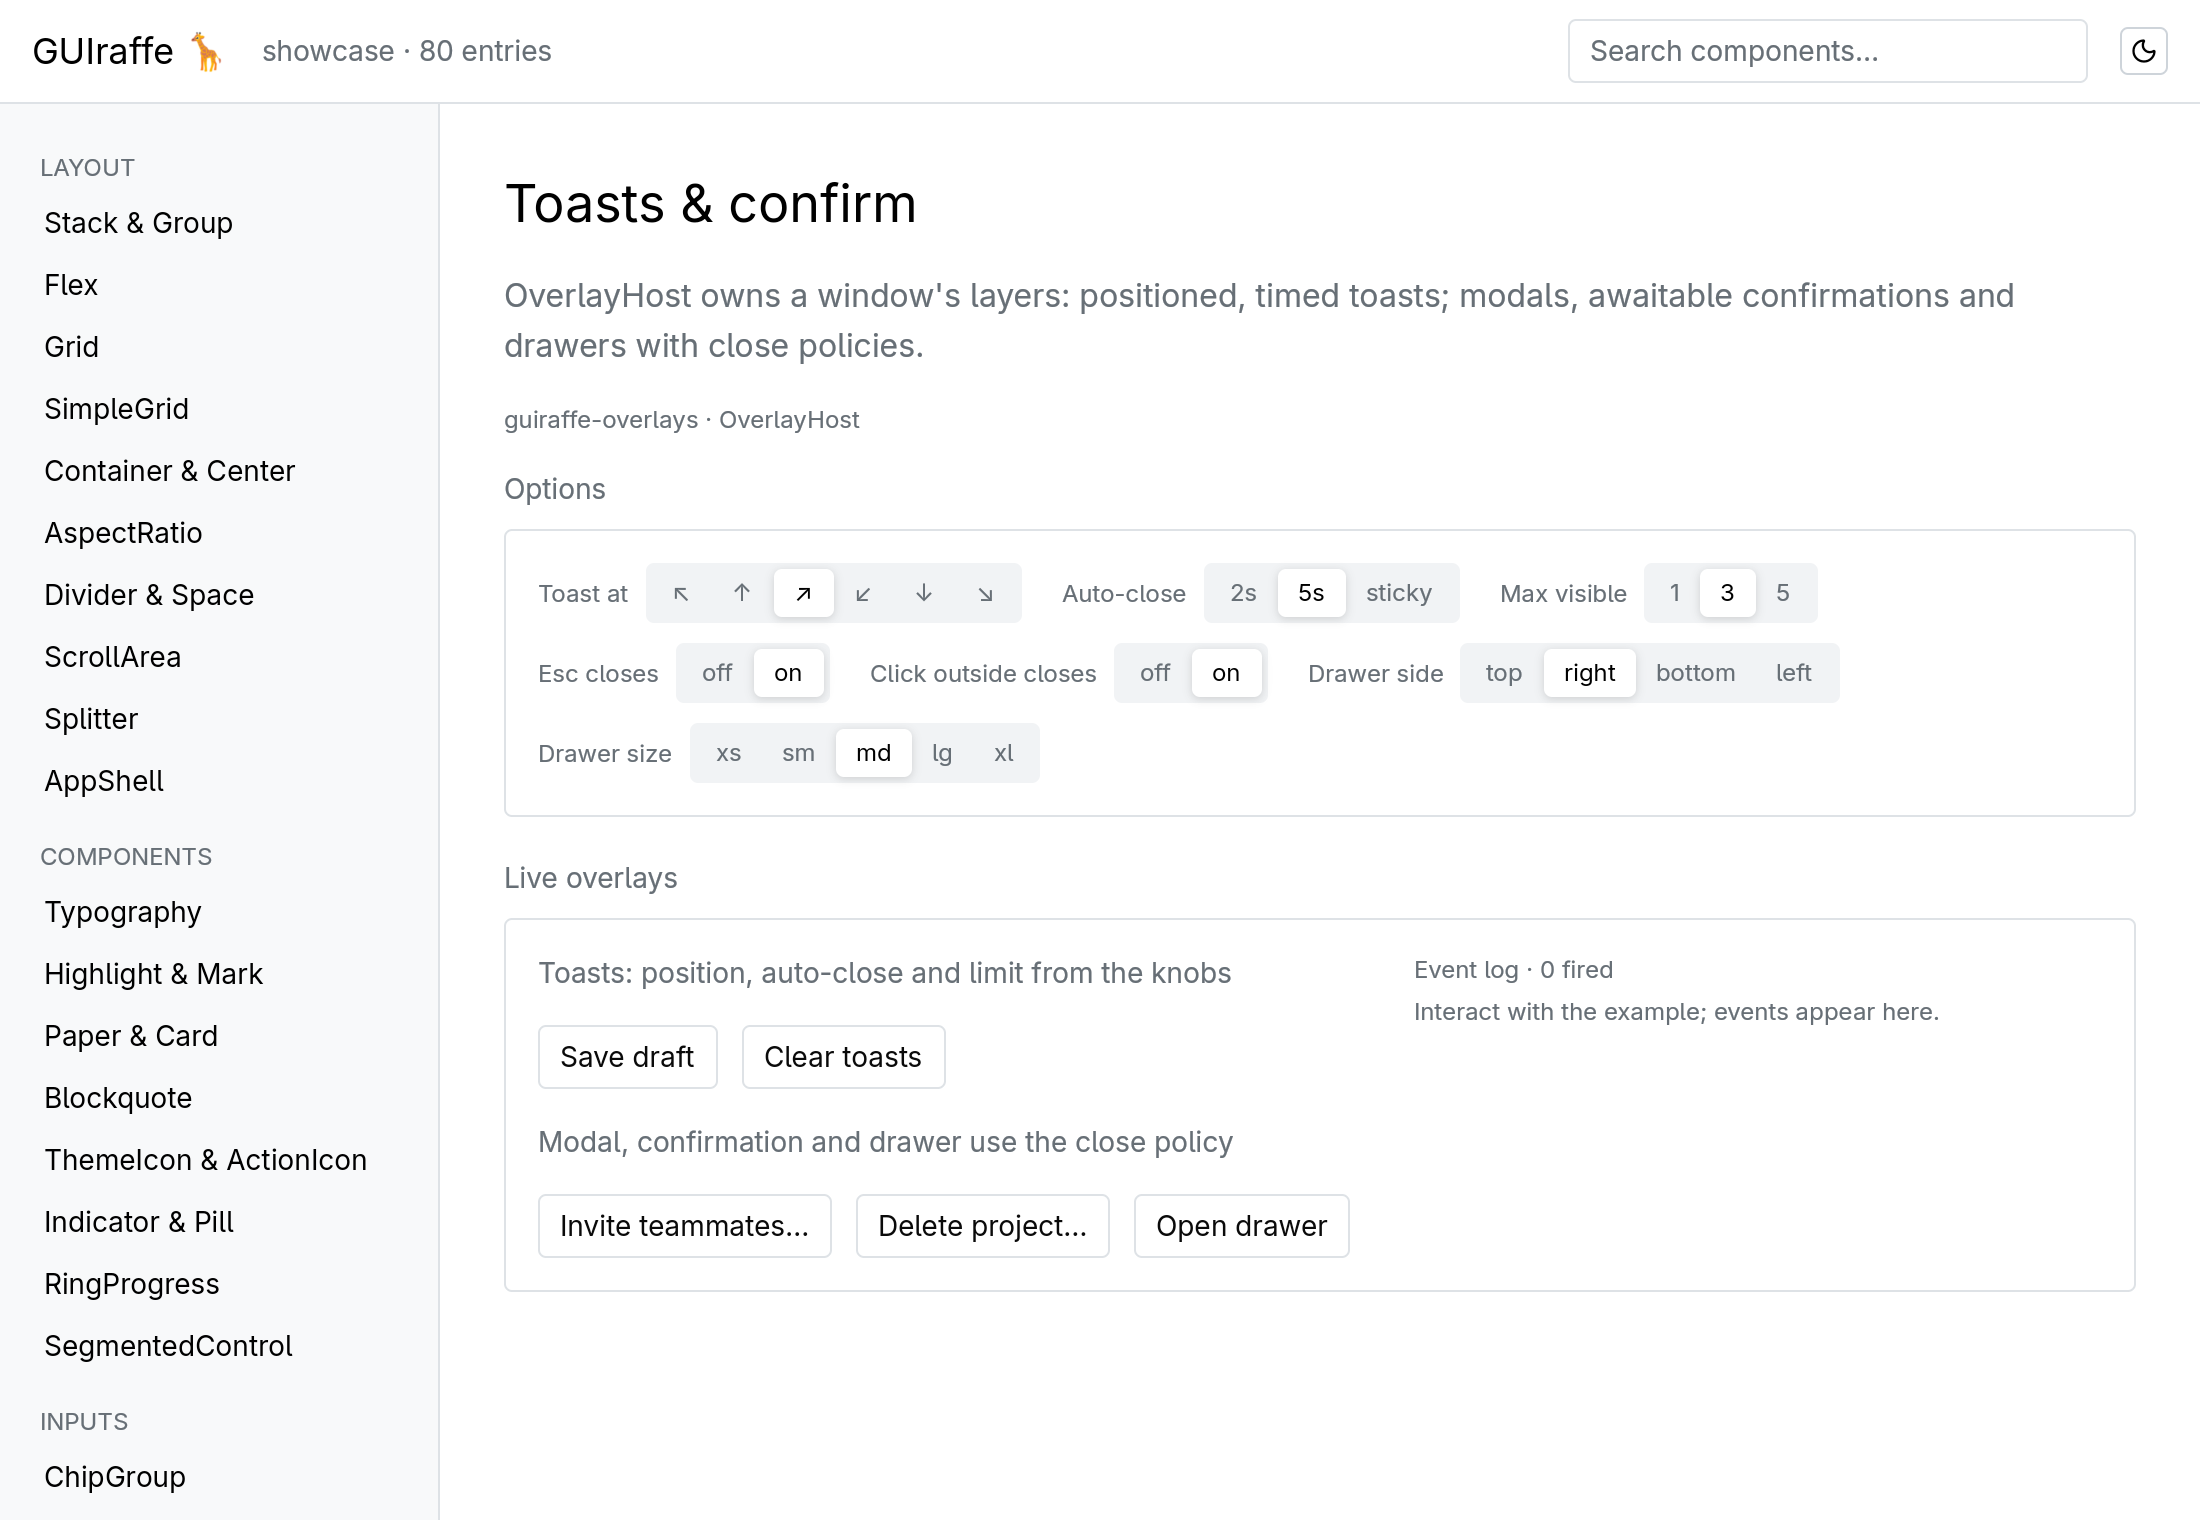 GUIraffe 🦒 showcase · 80 entries
Search components...
LAYOUT
Stack & Group
Flex
Grid
SimpleGrid
Container & Center
AspectRatio
Divider & Space
ScrollArea
Splitter
AppShell
COMPONENTS
Typography
Highlight & Mark
Paper & Card
Blockquote
ThemeIcon & ActionIcon
Indicator & Pill
RingProgress
SegmentedControl
INPUTS
ChipGroup
Toasts & confirm
OverlayHost owns a window's layers: positioned, timed toasts; modals, awaitable confirmations and
drawers with close policies.
guiraffe-overlays · OverlayHost
Options
Toast at ↖ ↑ ↗ ↙ ↓ ↘ Auto-close 2s 5s sticky Max visible 1 3 5
Esc closes off on Click outside closes off on Drawer side top right bottom left
Drawer size xs sm md lg xl
Live overlays
Toasts: position, auto-close and limit from the knobs
Save draft Clear toasts
Modal, confirmation and drawer use the close policy
Invite teammates... Delete project... Open drawer
Event log · 0 fired
Interact with the example; events appear here.